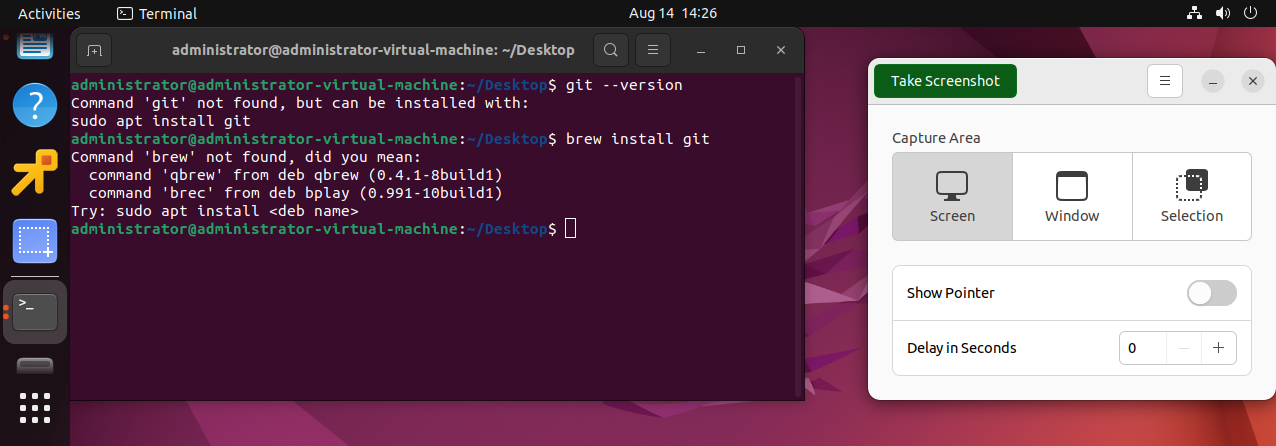 Activities
Terminal
Aug 14 14:26
administrator@administrator-virtual-machine: ~/Desktop
administrator@administrator-virtual-machine:~/Desktop$ git --version
Command 'git' not found, but can be installed with:
sudo apt install git
administrator@administrator-virtual-machine:~/Desktop$ brew install git
Command 'brew' not found, did you mean:
  command 'qbrew' from deb qbrew (0.4.1-8build1)
  command 'brec' from deb bplay (0.991-10build1)
Try: sudo apt install <deb name>
administrator@administrator-virtual-machine:~/Desktop$
Take Screenshot
Capture Area
Screen
Window
Selection
Show Pointer
Delay in Seconds
0